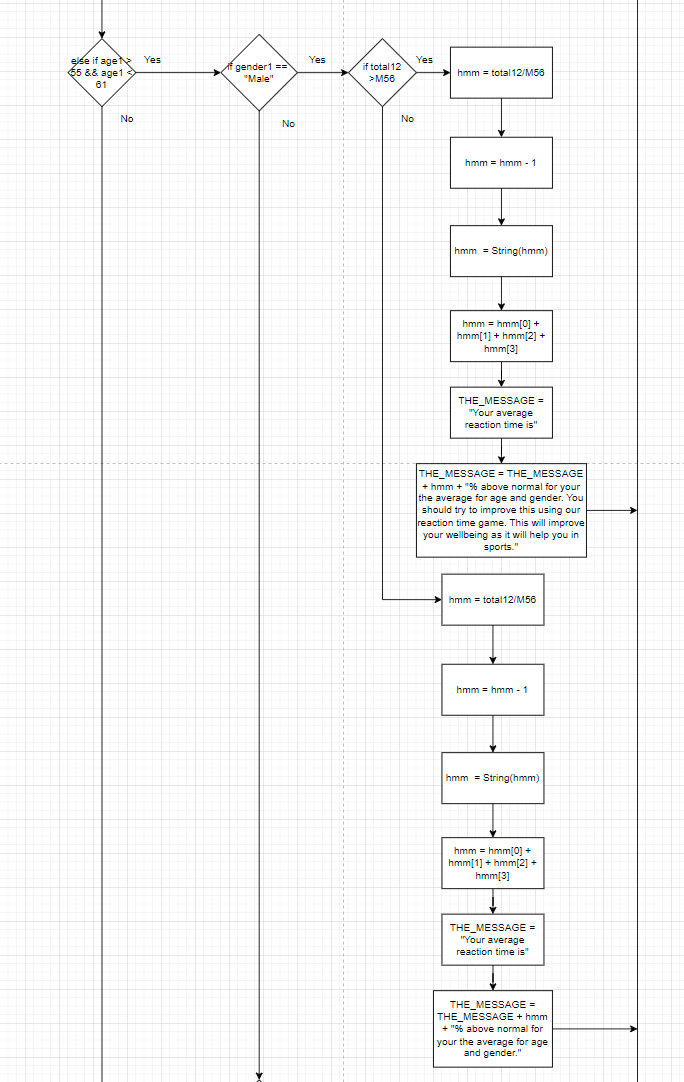 else if age1 >
55 && age1 <
61
Yes
No
if gender1 ==
"Male"
Yes
No
if total12
>M56
Yes
No
hmm = total12/M56
hmm = hmm - 1
hmm  = String(hmm)
hmm = hmm[0] +
hmm[1] + hmm[2] +
hmm[3]
THE_MESSAGE =
"Your average
reaction time is"
THE_MESSAGE = THE_MESSAGE
+ hmm + "% above normal for your
the average for age and gender. You
should try to improve this using our
reaction time game. This will improve
your wellbeing as it will help you in
sports."
hmm = total12/M56
hmm = hmm - 1
hmm  = String(hmm)
hmm = hmm[0] +
hmm[1] + hmm[2] +
hmm[3]
THE_MESSAGE =
"Your average
reaction time is"
THE_MESSAGE =
THE_MESSAGE + hmm
+ "% above normal for
your the average for age
and gender."